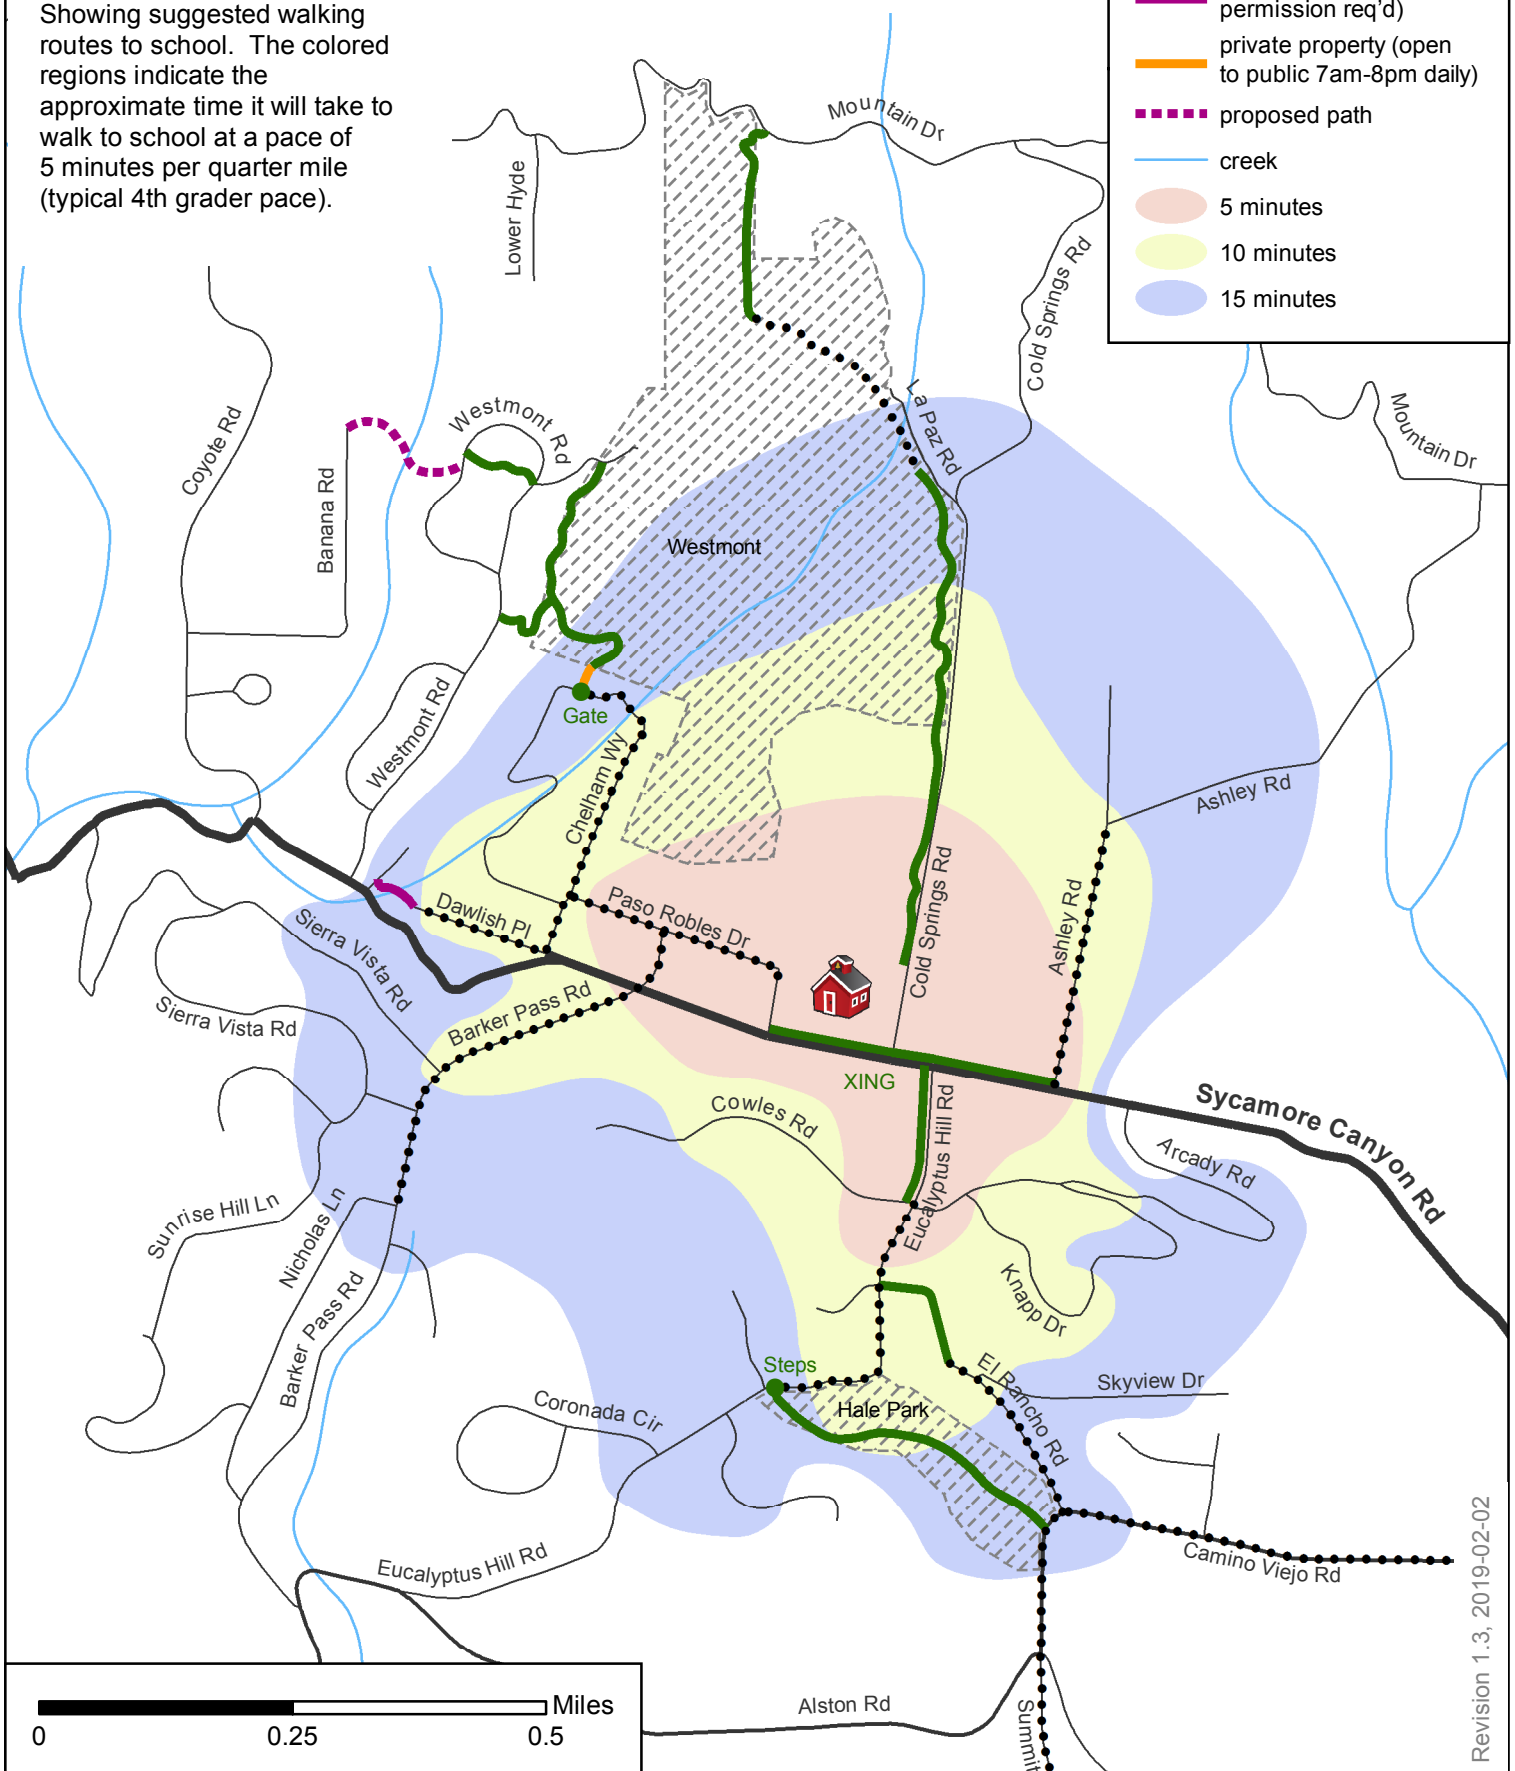 Showing suggested walking
routes to school. The colored
regions indicate the
approximate time it will take to
walk to school at a pace of
5 minutes per quarter mile
(typical 4th grader pace).
permission req'd)
private property (open
to public 7am-8pm daily)
proposed path
creek
5 minutes
10 minutes
15 minutes
Mountain Dr
Lower Hyde
Cold Springs Rd
La Paz Rd
Mountain Dr
Coyote Rd
Westmont Rd
Banana Rd
Westmont
Gate
Westmont Rd
Chelham Wy
Ashley Rd
Dawlish Pl
Paso Robles Dr
Cold Springs Rd
Ashley Rd
Sierra Vista Rd
Sierra Vista Rd
Barker Pass Rd
XING
Cowles Rd
Eucalyptus Hill Rd
Sycamore Canyon Rd
Arcady Rd
Sunrise Hill Ln
Nicholas Ln
Barker Pass Rd
Knapp Dr
Steps
El Rancho Rd
Skyview Dr
Coronada Cir
Hale Park
Eucalyptus Hill Rd
Camino Viejo Rd
Alston Rd
Summit
Miles
0
0.25
0.5
Revision 1.3, 2019-02-02